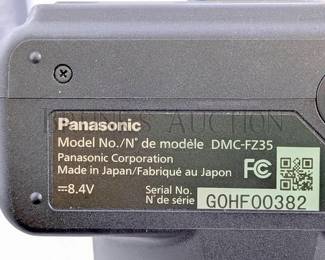 Panasonic
Model No./N° de modèle DMC-FZ35
Panasonic Corporation
Made in Japan/Fabriqué au Japon FC
⎓8.4V
Serial No.
N° de série G0HF00382
AUCTION